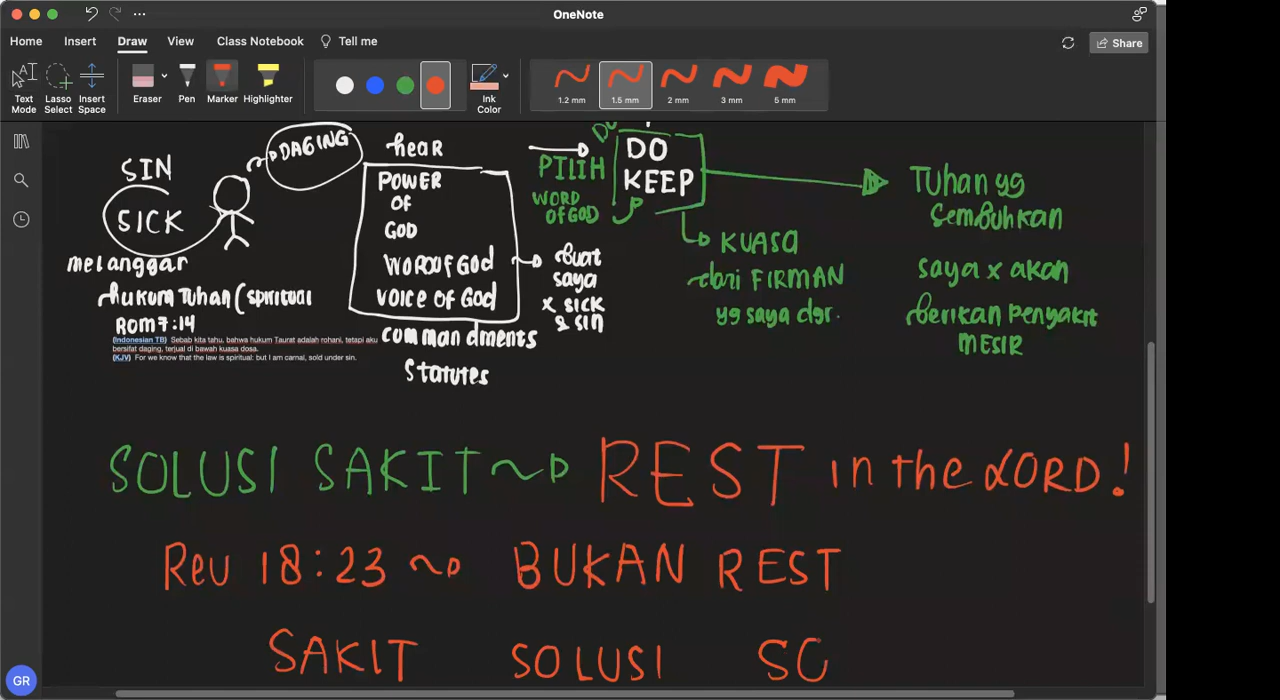 OneNote
Home Insert Draw View Class Notebook Tell me
Share
Text Mode
Lasso Select
Insert Space
Eraser
Pen
Marker
Highlighter
Ink Color
1.2 mm
1.5 mm
2 mm
3 mm
5 mm
SIN
SICK
DAGING
melanggar
hukum Tuhan (spiritual
ROM 7:14
(Indonesian TB) Sebab kita tahu, bahwa hukum Taurat adalah rohani, tetapi aku
bersifat daging, terjual di bawah kuasa dosa.
(KJV) For we know that the law is spiritual: but I am carnal, sold under sin.
hear
POWER
OF
GOD
WORD of God
VOICE of God
commandments
Statutes
buat
saya
x sick
& sin
PILIH
WORD
OF GOD
DO
KEEP
KUASA
dari FIRMAN
yg saya dgr.
Tuhan yg
Sembuhkan
saya x akan
berikan Penyakit
MESIR
SOLUSI SAKIT REST in the LORD!
Rev 18:23 BUKAN REST
SAKIT SOLUSI SO
GR